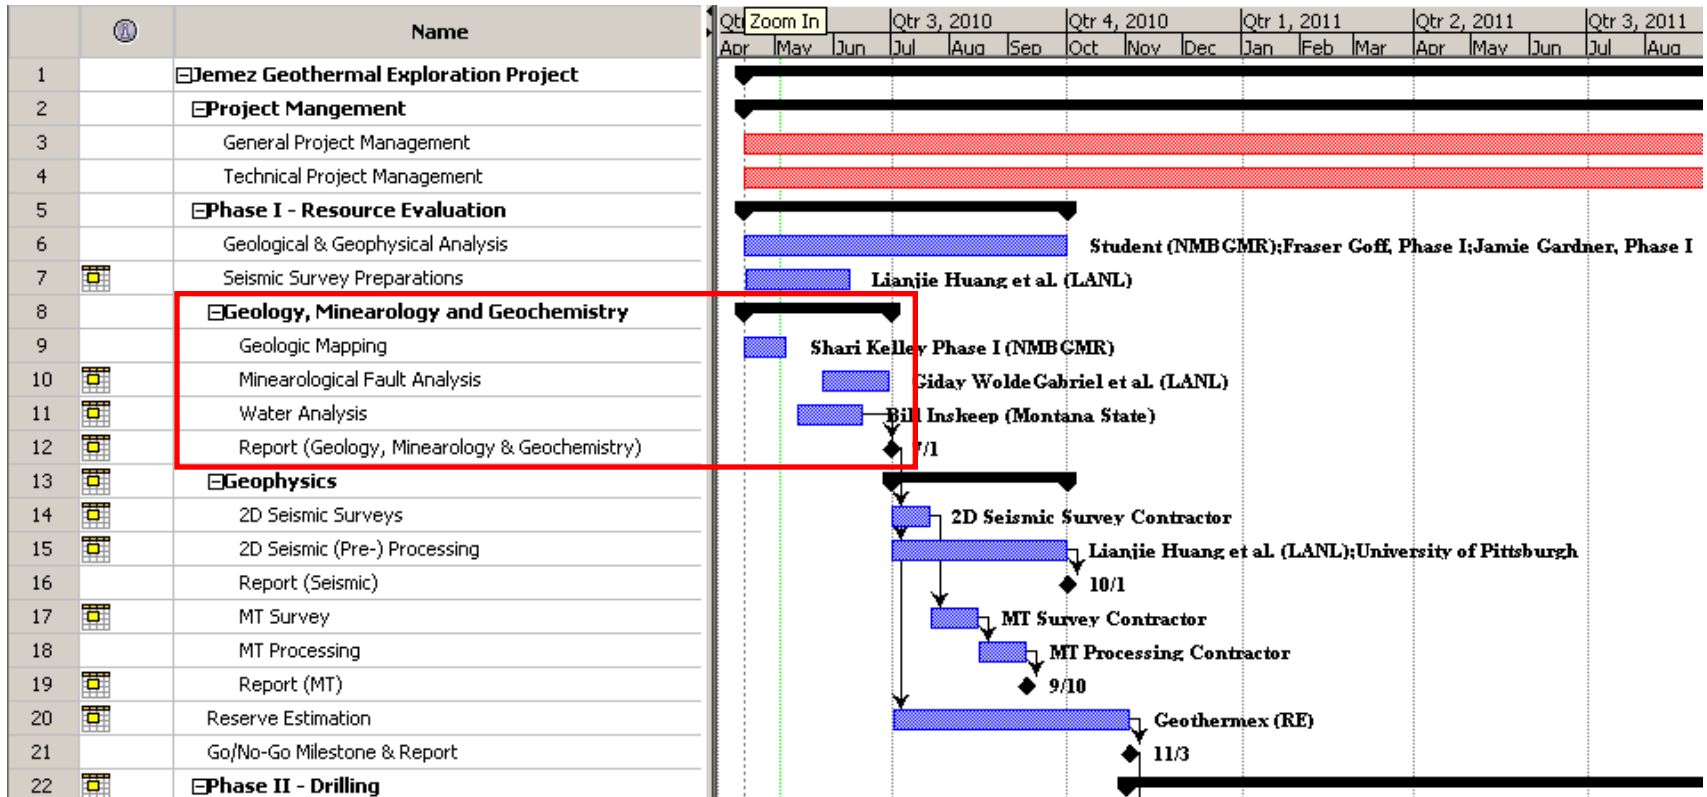 Name
Qtr Zoom In Qtr 3, 2010 Qtr 4, 2010 Qtr 1, 2011 Qtr 2, 2011 Qtr 3, 2011
Apr May Jun Jul Aug Sep Oct Nov Dec Jan Feb Mar Apr May Jun Jul Aug
1 Jemez Geothermal Exploration Project
2 Project Mangement
3 General Project Management
4 Technical Project Management
5 Phase I - Resource Evaluation
6 Geological & Geophysical Analysis Student (NMBGMR);Fraser Goff, Phase I;Jamie Gardner, Phase I
7 Seismic Survey Preparations Lianjie Huang et al. (LANL)
8 Geology, Minearology and Geochemistry
9 Geologic Mapping Shari Kelley Phase I (NMBGMR)
10 Minearological Fault Analysis Giday WoldeGabriel et al. (LANL)
11 Water Analysis Bill Inskeep (Montana State)
12 Report (Geology, Minearology & Geochemistry) 7/1
13 Geophysics
14 2D Seismic Surveys 2D Seismic Survey Contractor
15 2D Seismic (Pre-) Processing Lianjie Huang et al. (LANL);University of Pittsburgh
16 Report (Seismic) 10/1
17 MT Survey MT Survey Contractor
18 MT Processing MT Processing Contractor
19 Report (MT) 9/10
20 Reserve Estimation Geothermex (RE)
21 Go/No-Go Milestone & Report 11/3
22 Phase II - Drilling